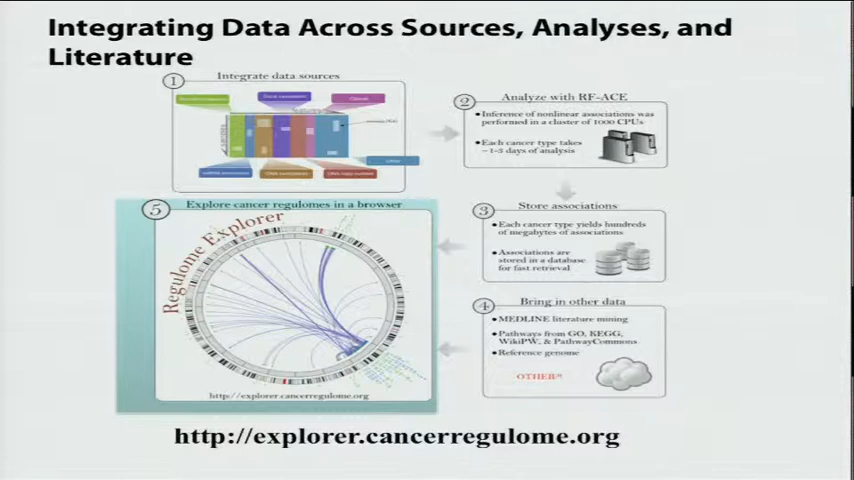 Integrating Data Across Sources, Analyses, and
Literature
1
Integrate data sources
2
Analyze with RF-ACE
•Inference of nonlinear associations was
performed in a cluster of 1000 CPUs
•Each cancer type takes
~1-3 days of analysis
3
Store associations
•Each cancer type yields hundreds
of megabytes of associations
•Associations are
stored in a database
for fast retrieval
4
Bring in other data
•MEDLINE literature mining
•Pathways from GO, KEGG,
WikiPW, & PathwayCommons
•Reference genome
OTHER?!
5
Explore cancer regulomes in a browser
Regulome Explorer
http://explorer.cancerregulome.org
http://explorer.cancerregulome.org